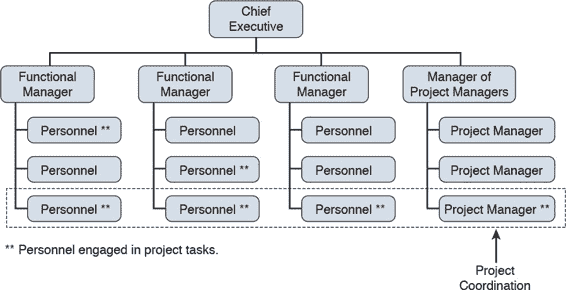 Chief
Executive
Functional
Manager
Functional
Manager
Functional
Manager
Manager of
Project Managers
Personnel **
Personnel
Personnel
Project Manager
Personnel
Personnel **
Personnel
Project Manager
Personnel **
Personnel **
Personnel **
Project Manager **
** Personnel engaged in project tasks.
Project
Coordination